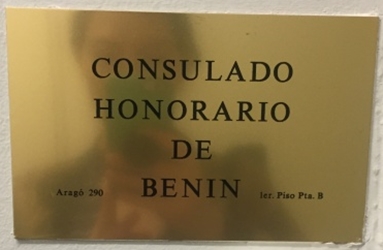 CONSULADO
HONORARIO
DE
Aragó 290 BENIN 1er. Piso Pta. B